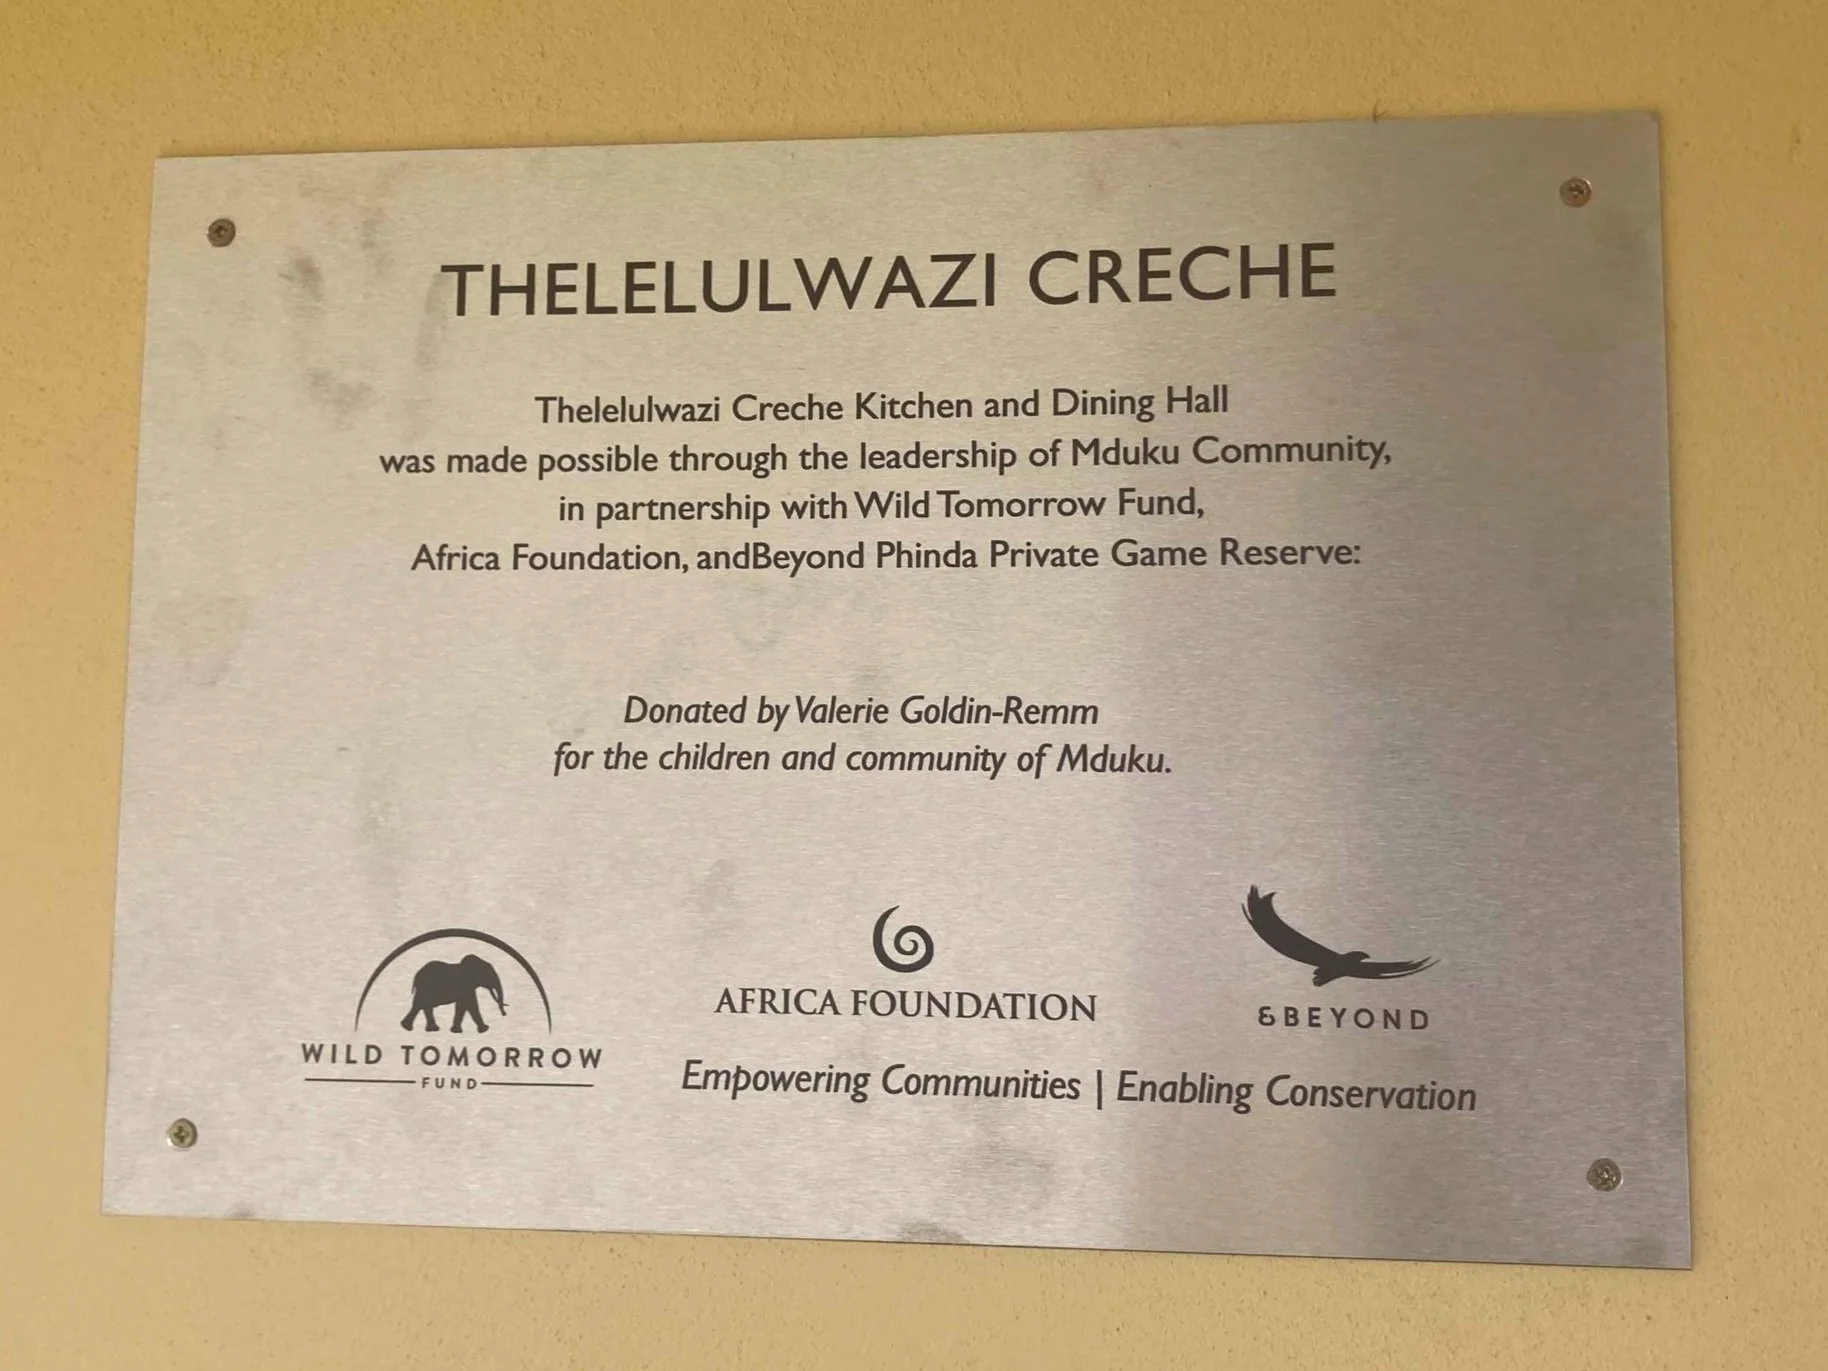 THELELULWAZI CRECHE
Thelelulwazi Creche Kitchen and Dining Hall
was made possible through the leadership of Mduku Community,
in partnership with Wild Tomorrow Fund,
Africa Foundation, andBeyond Phinda Private Game Reserve:
Donated by Valerie Goldin-Remm
for the children and community of Mduku.
WILD TOMORROW
FUND
AFRICA FOUNDATION
&BEYOND
Empowering Communities | Enabling Conservation